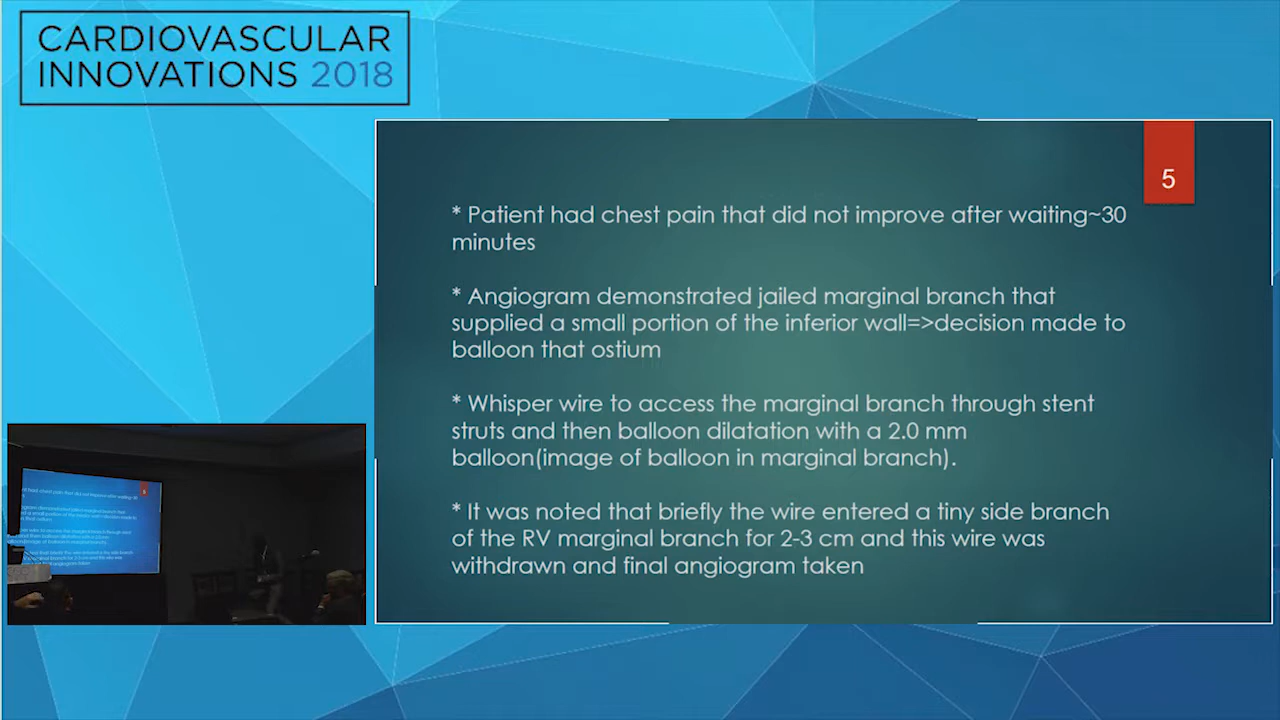 CARDIOVASCULAR
INNOVATIONS 2018
5
* Patient had chest pain that did not improve after waiting~30
minutes
* Angiogram demonstrated jailed marginal branch that
supplied a small portion of the inferior wall=>decision made to
balloon that ostium
* Whisper wire to access the marginal branch through stent
struts and then balloon dilatation with a 2.0 mm
balloon(image of balloon in marginal branch).
* It was noted that briefly the wire entered a tiny side branch
of the RV marginal branch for 2-3 cm and this wire was
withdrawn and final angiogram taken